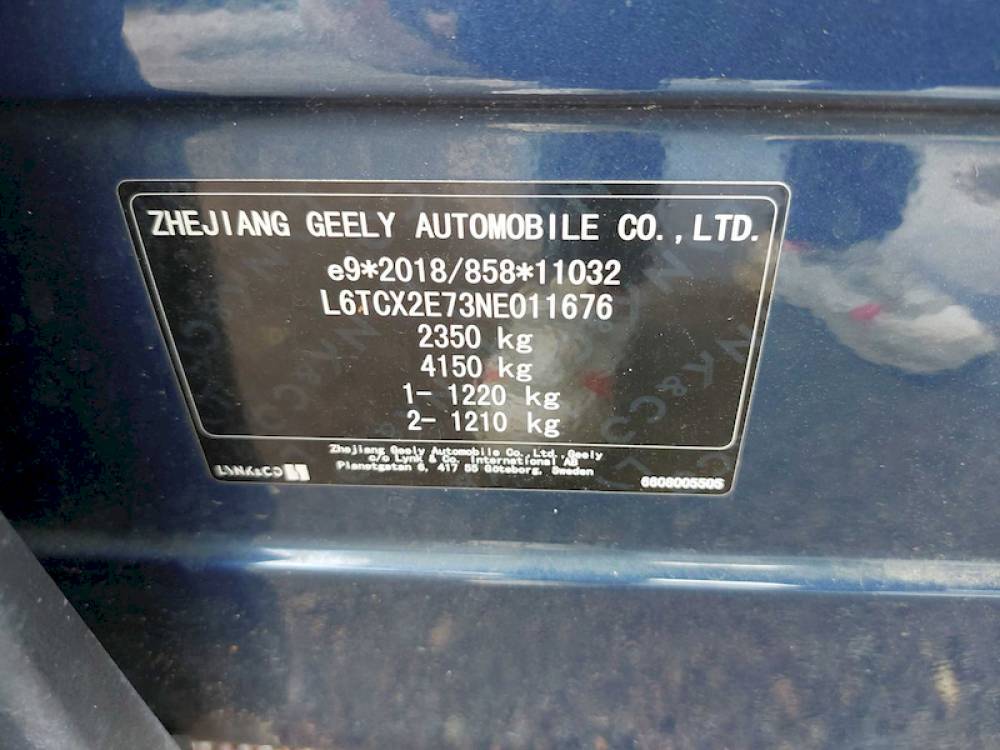 ZHEJIANG GEELY AUTOMOBILE CO.,LTD.
e9*2018/858*11032
L6TCX2E73NE011676
2350 kg
4150 kg
1- 1220 kg
2- 1210 kg
Zhejiang Geely Automobile Co., Ltd. Geely
c/o Lynk & Co. International AB
Planetgatan 6, 417 55 Göteborg, Sweden
LYNK&CO
6608005505